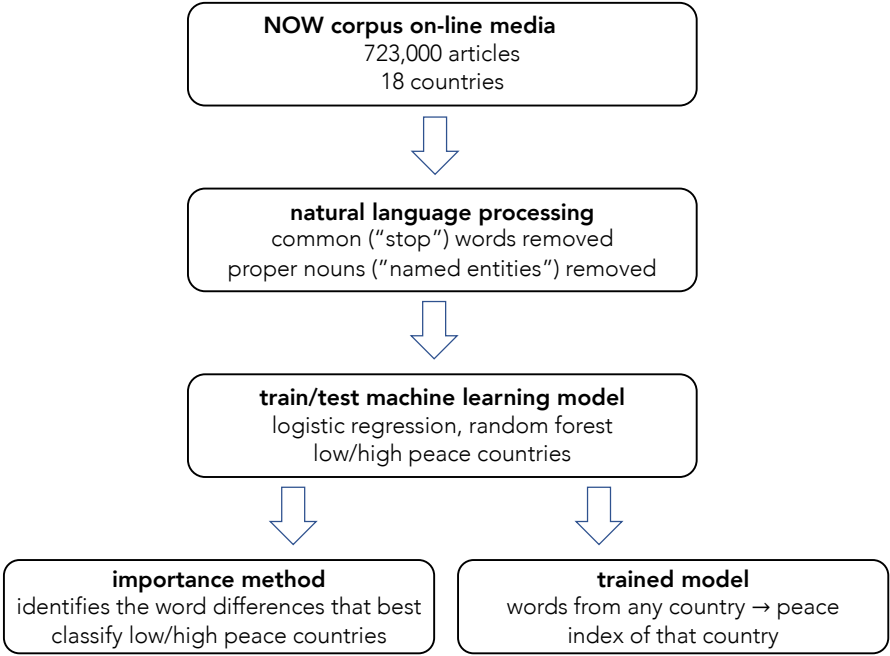 NOW corpus on-line media
723,000 articles
18 countries
natural language processing
common (“stop”) words removed
proper nouns (”named entities”) removed
train/test machine learning model
logistic regression, random forest
low/high peace countries
importance method
identifies the word differences that best
classify low/high peace countries
trained model
words from any country → peace
index of that country